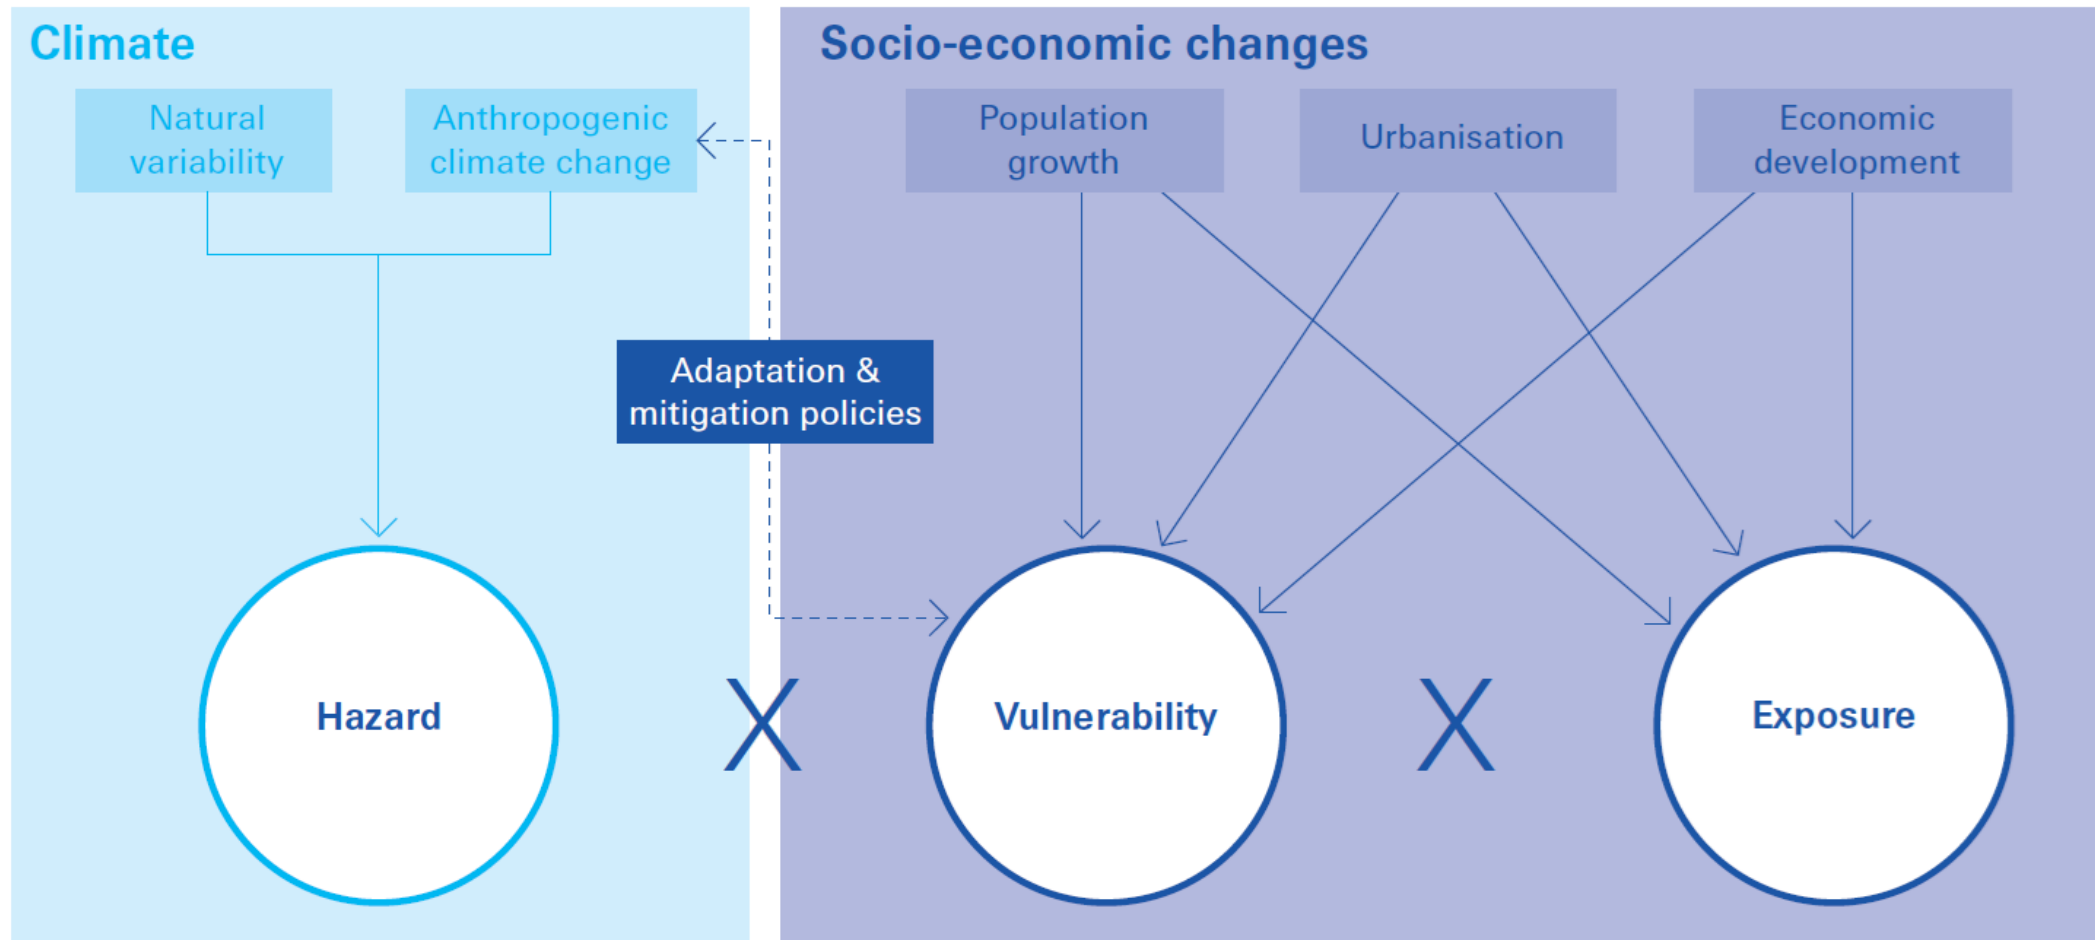 Climate
Socio-economic changes
Natural
variability
Anthropogenic
climate change
Population
growth
Urbanisation
Economic
development
Adaptation &
mitigation policies
Hazard
X
Vulnerability
X
Exposure